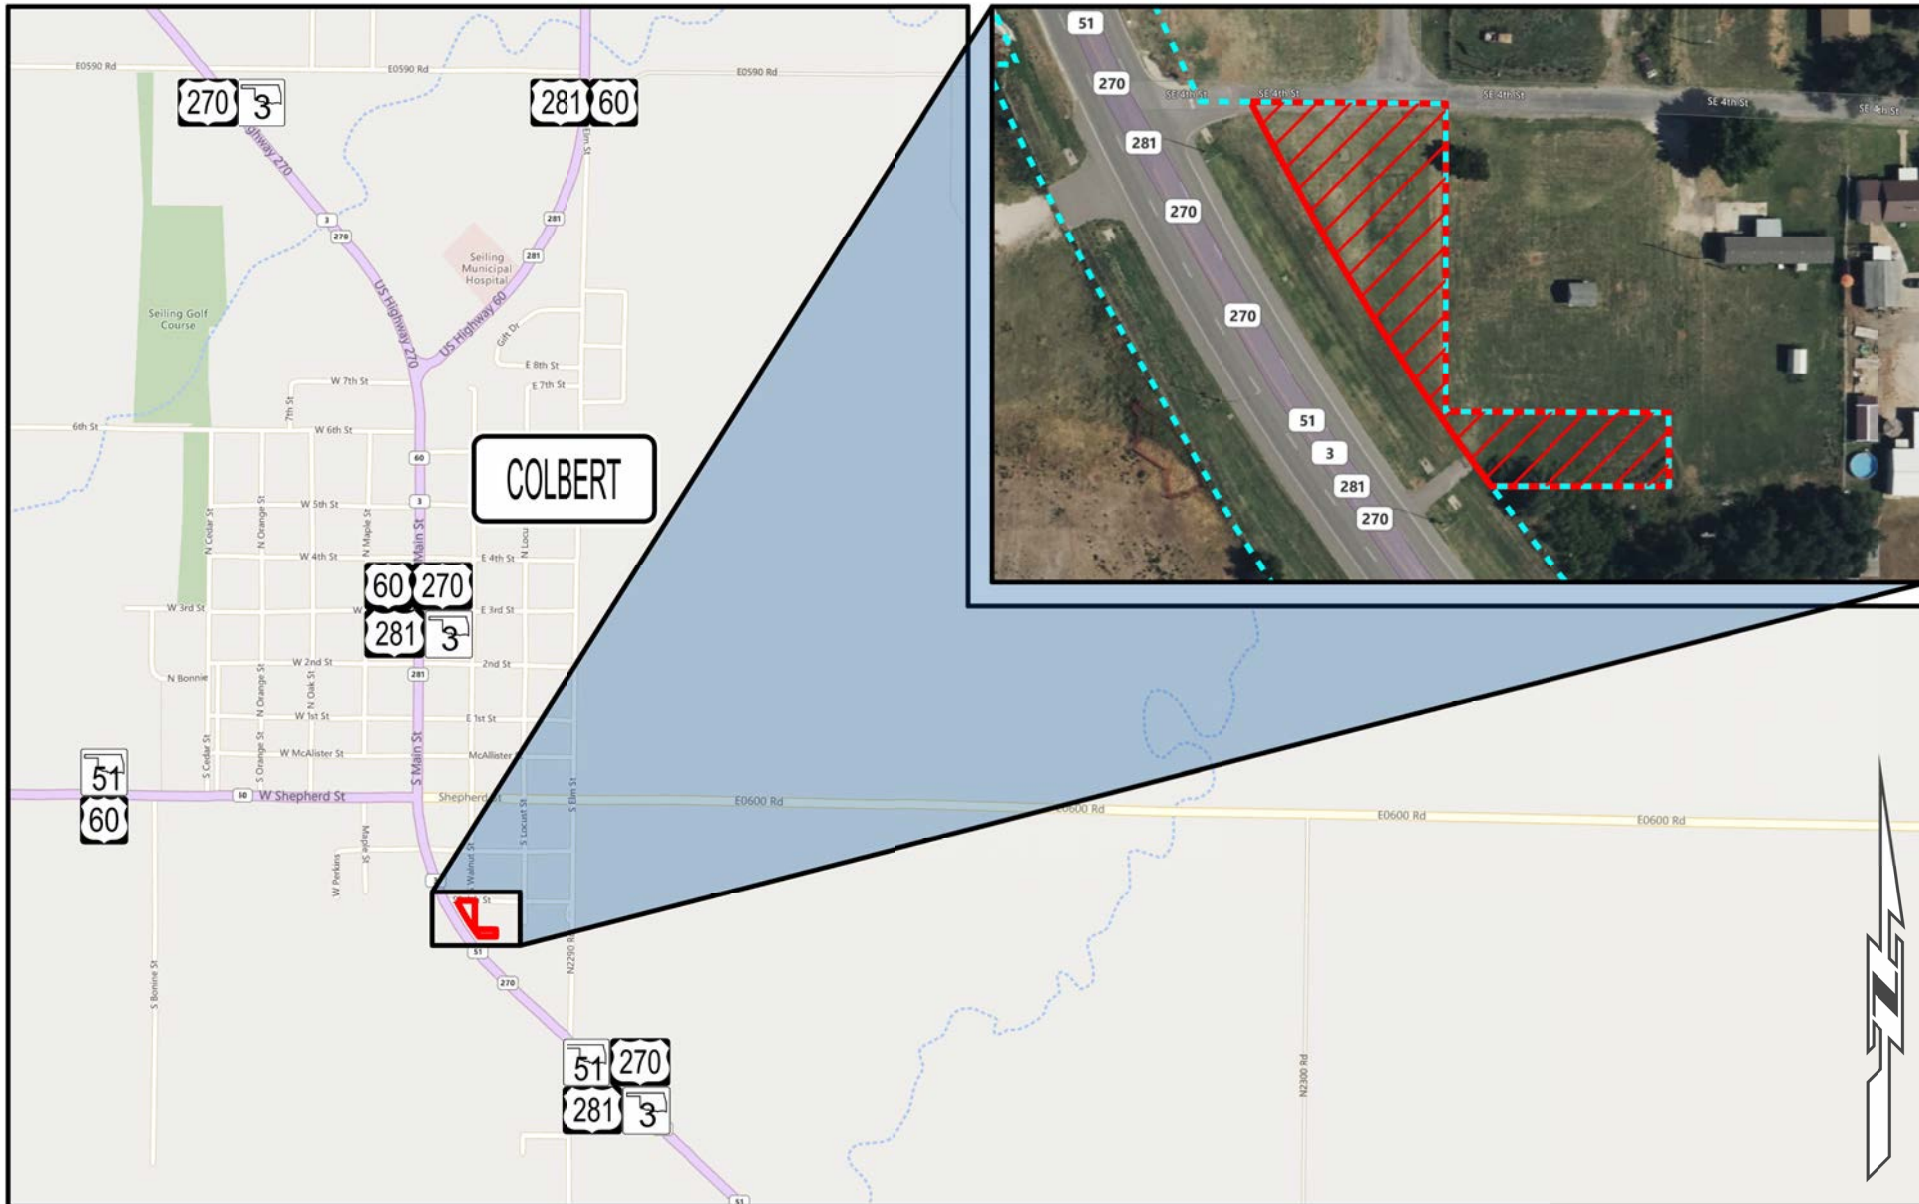 E0590 Rd
E0590 Rd
E0590 Rd
270
3
281
60
Elm St
ghway 270
3
270
281
281
Seiling
Municipal
Hospital
US Highway 270
US Highway 60
Seiling Golf
Course
Gift Dr
E 8th St
W 7th St
E 7th St
7th St
6th St
W 6th St
60
COLBERT
3
W 5th St
N Cedar St
N Orange St
N Maple St
Main St
N Locu
W 4th St
E 4th St
60
270
281
3
W 3rd St
W
E 3rd St
W 2nd St
2nd St
N Bonnie
281
N Orange St
N Oak St
W 1st St
E 1st St
W McAlister St
McAllister
S Cedar St
S Orange St
S Main St
51
60
W Shepherd St
Shepherd
E0600 Rd
E0600 Rd
E0600 Rd
E0600 Rd
S Locust St
S Elm St
Maple St
W Perkins
Walnut St
St
51
270
N2290 R
S Bonine St
51
270
281
3
N2300 Rd
51
51
270
281
270
270
51
3
281
270
SE 4th St
SE 4th St
SE 4th St
SE 4th St
SE 4th St